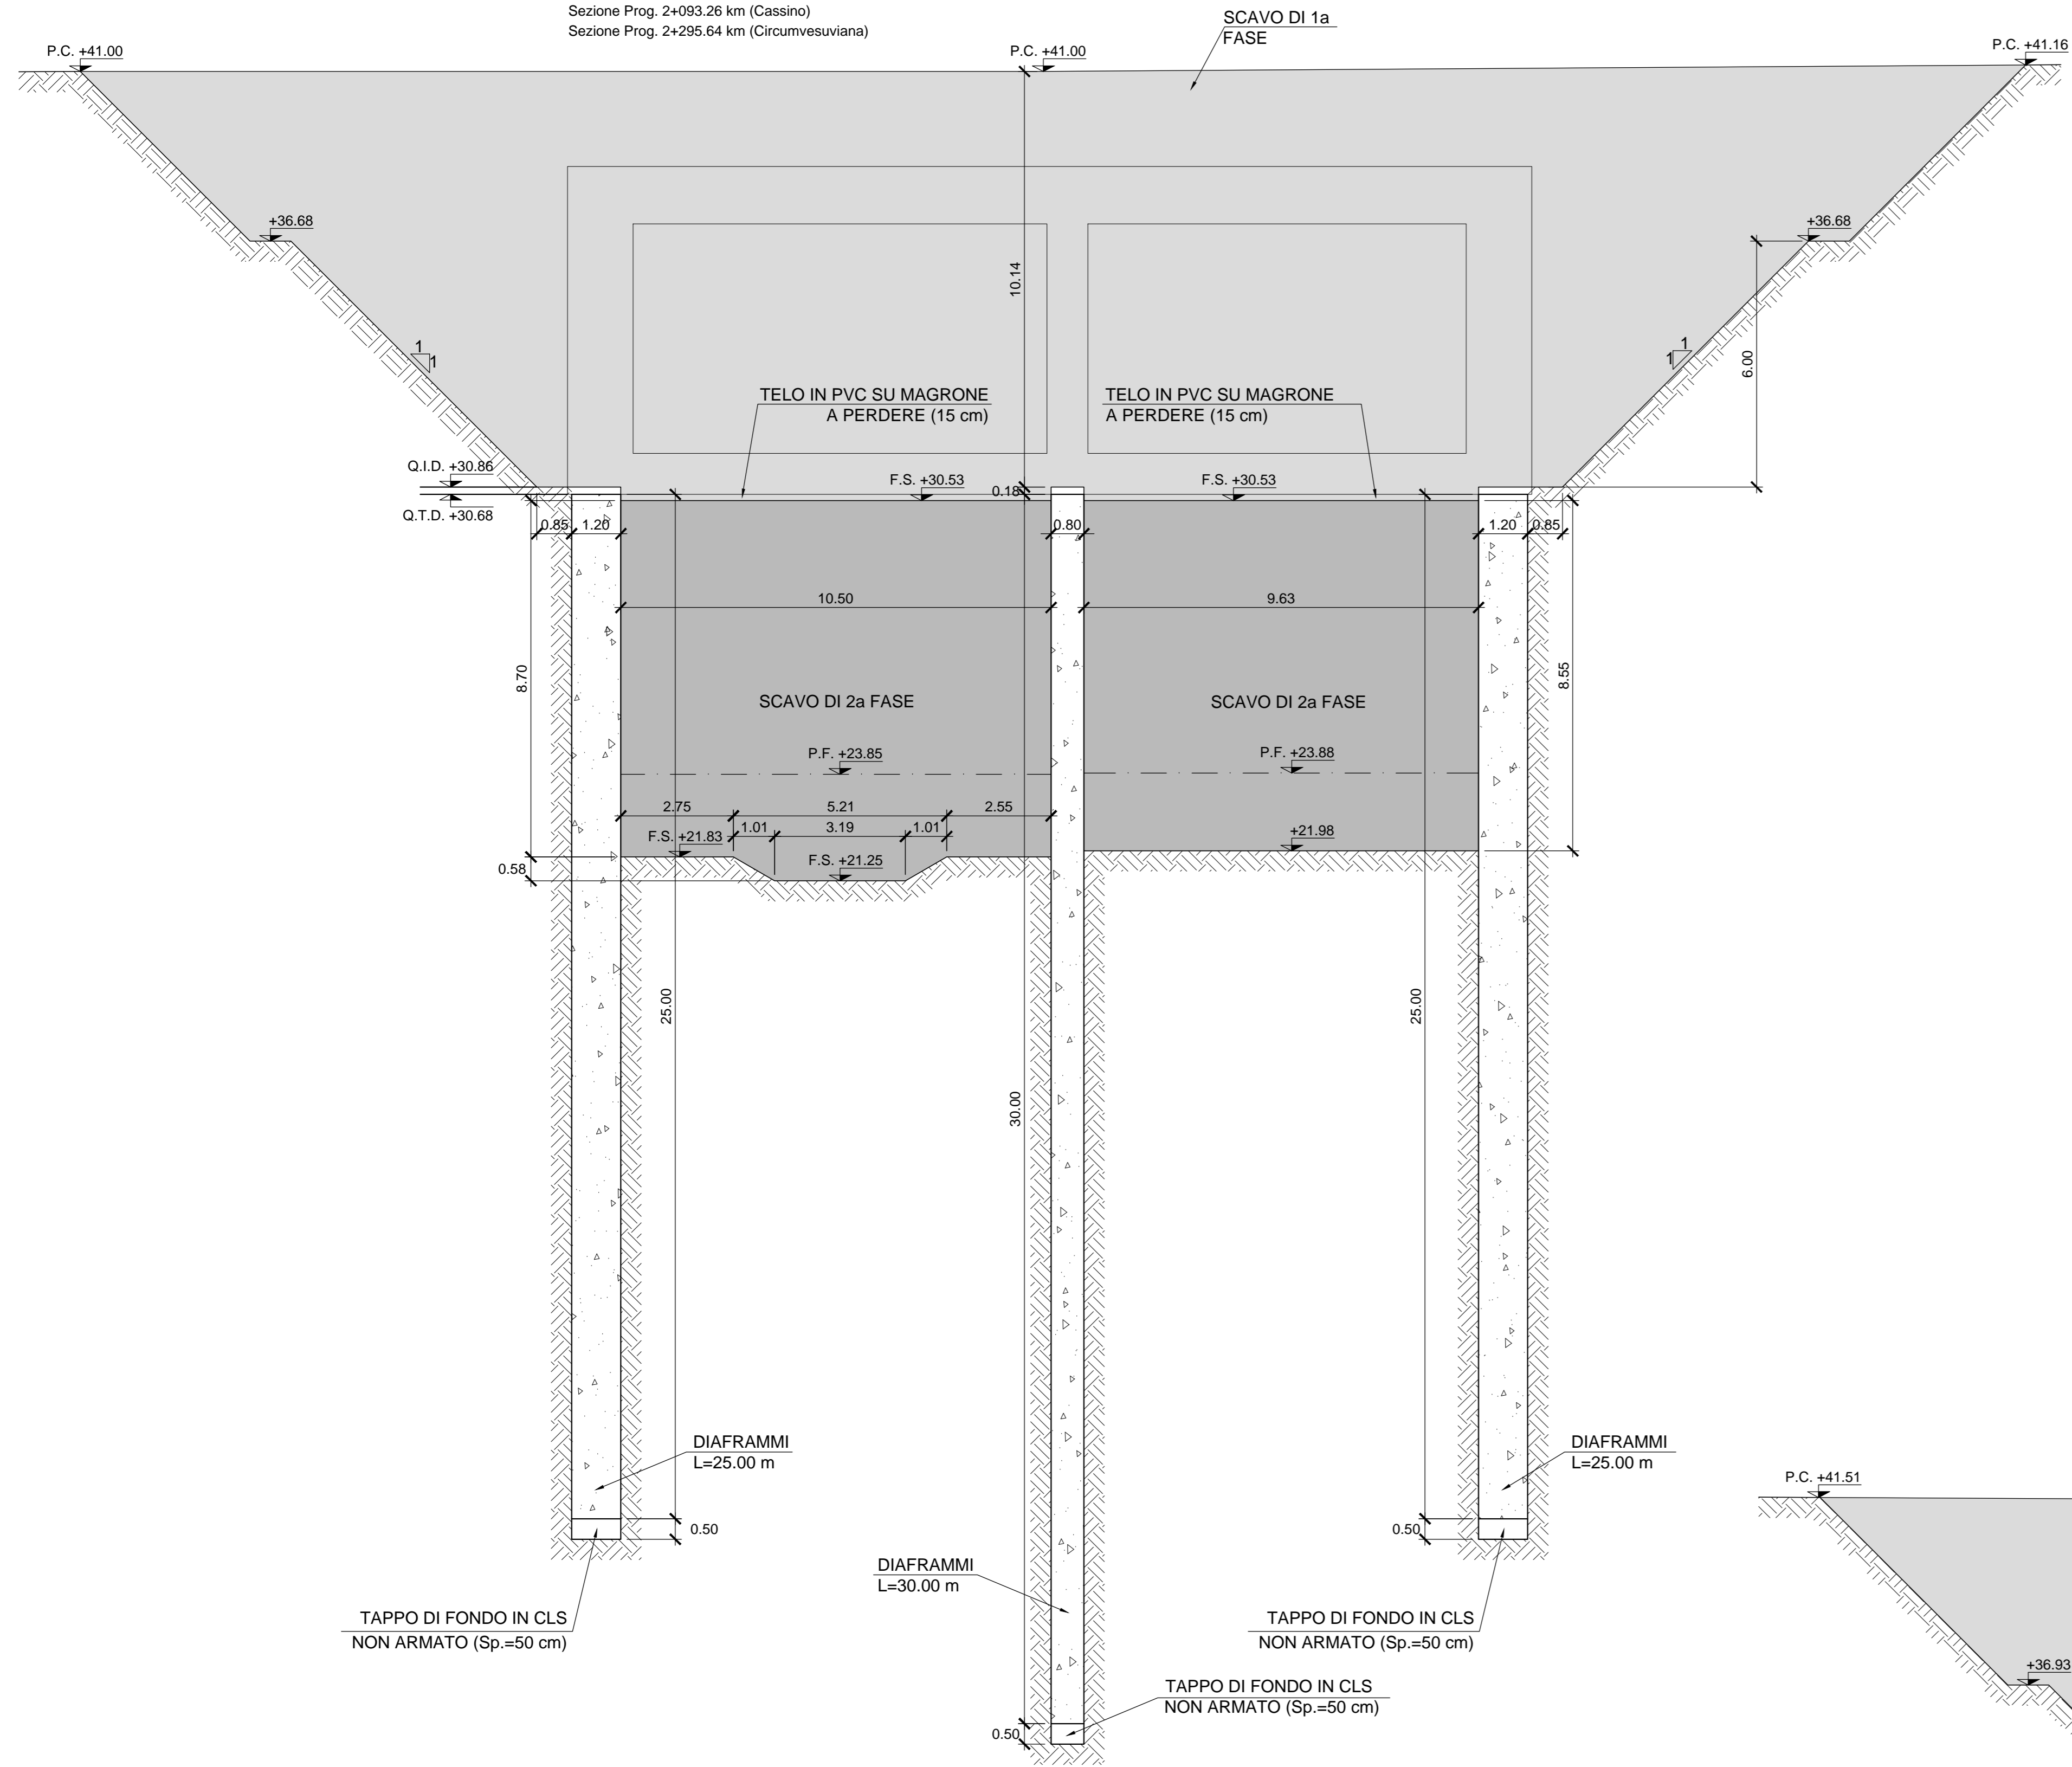 Sezione Prog. 2+093.26 km (Cassino)
Sezione Prog. 2+295.64 km (Circumvesuviana)
SCAVO DI 1a
FASE
P.C. +41.00
P.C. +41.00
P.C. +41.16
+36.68
+36.68
10.14
1
1
1
1
6.00
TELO IN PVC SU MAGRONE
A PERDERE (15 cm)
TELO IN PVC SU MAGRONE
A PERDERE (15 cm)
Q.I.D. +30.86
Q.T.D. +30.68
F.S. +30.53
0.18
F.S. +30.53
0.85
1.20
0.80
1.20
0.85
10.50
9.63
8.70
8.55
SCAVO DI 2a FASE
SCAVO DI 2a FASE
P.F. +23.85
P.F. +23.88
2.75
5.21
2.55
1.01
3.19
1.01
F.S. +21.83
+21.98
F.S. +21.25
0.58
25.00
25.00
30.00
DIAFRAMMI
L=25.00 m
DIAFRAMMI
L=25.00 m
P.C. +41.51
0.50
0.50
DIAFRAMMI
L=30.00 m
TAPPO DI FONDO IN CLS
NON ARMATO (Sp.=50 cm)
TAPPO DI FONDO IN CLS
NON ARMATO (Sp.=50 cm)
+36.93
TAPPO DI FONDO IN CLS
NON ARMATO (Sp.=50 cm)
0.50